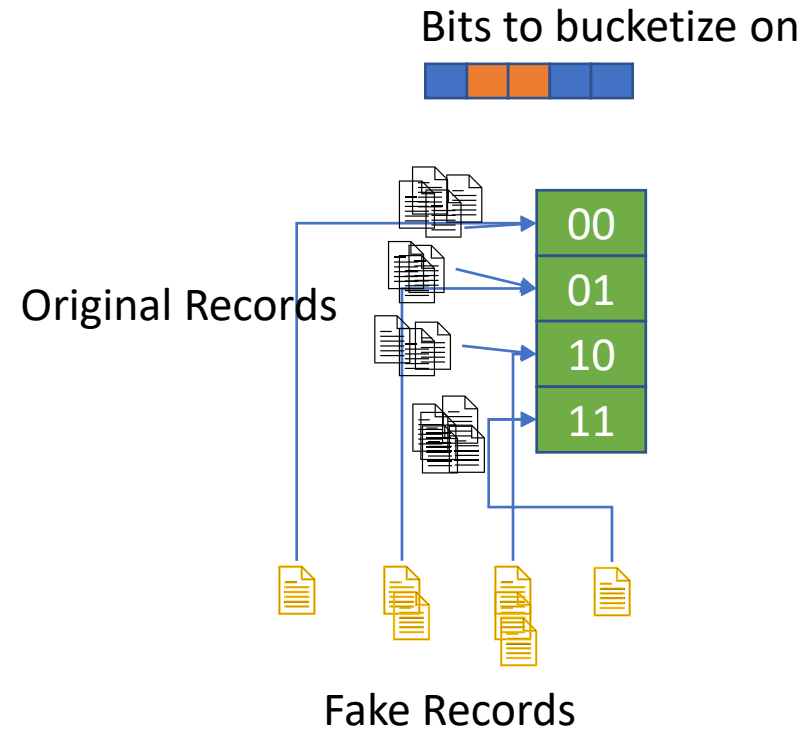 Bits to bucketize on
00
01
Original Records
10
11
Fake Records